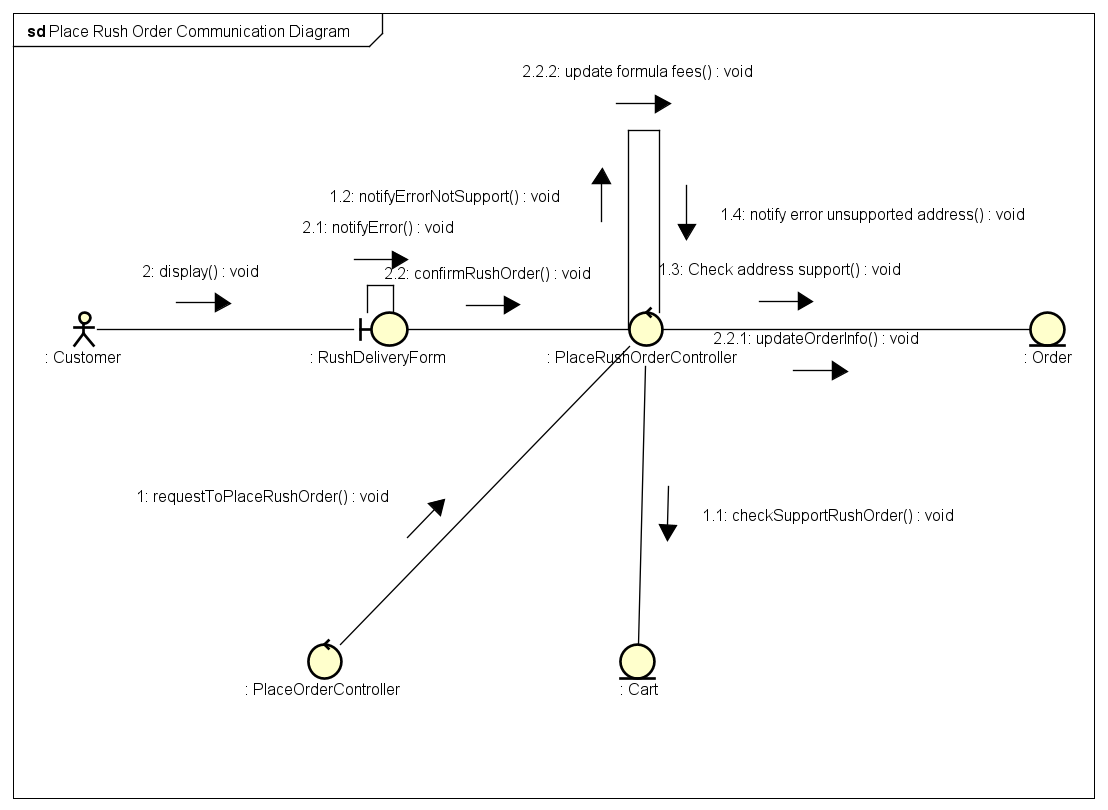 sd Place Rush Order Communication Diagram
2.2.2: update formula fees() : void
1.2: notifyErrorNotSupport() : void
1.4: notify error unsupported address() : void
2.1: notifyError() : void
2: display() : void
2.2: confirmRushOrder() : void
1.3: Check address support() : void
2.2.1: updateOrderInfo() : void
: Customer
: RushDeliveryForm
: PlaceRushOrderController
: Order
1: requestToPlaceRushOrder() : void
1.1: checkSupportRushOrder() : void
: PlaceOrderController
: Cart